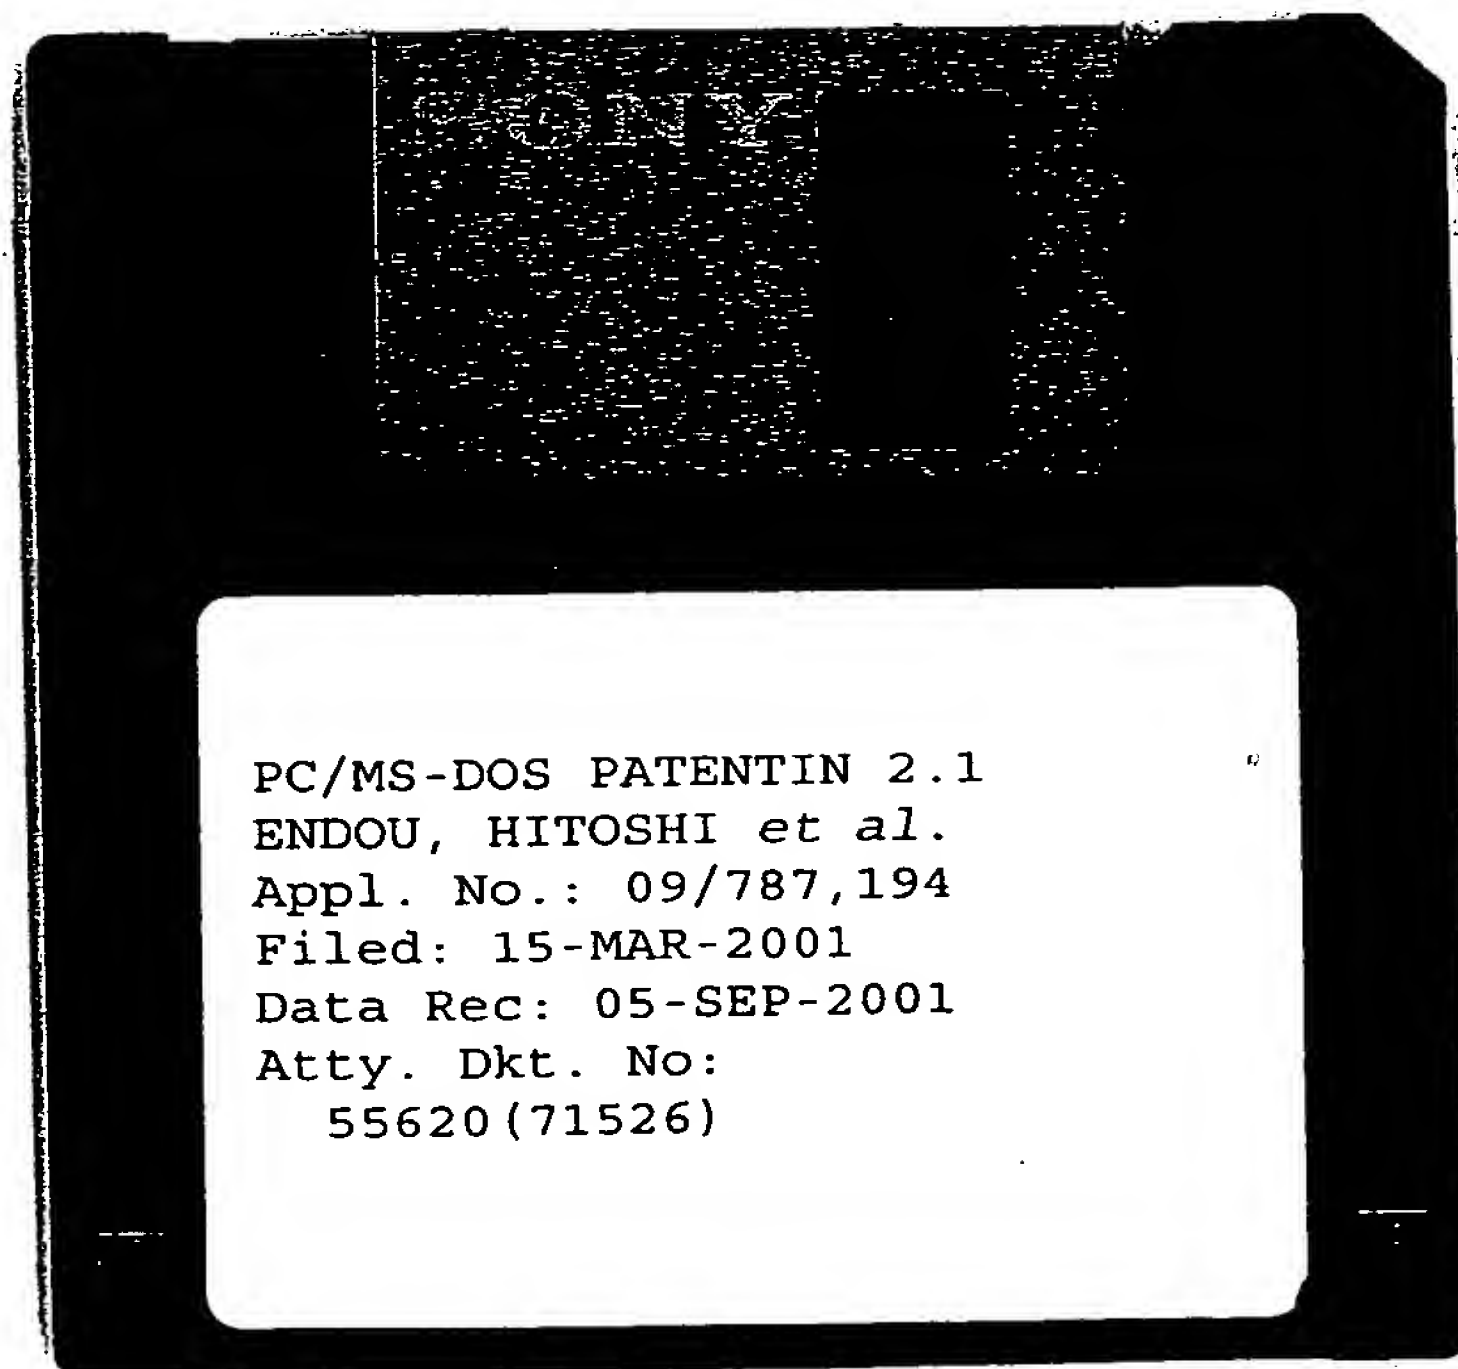 SONY
PC/MS-DOS PATENTIN 2.1
ENDOU, HITOSHI et al.
Appl. No.: 09/787,194
Filed: 15-MAR-2001
Data Rec: 05-SEP-2001
Atty. Dkt. No:
55620(71526)